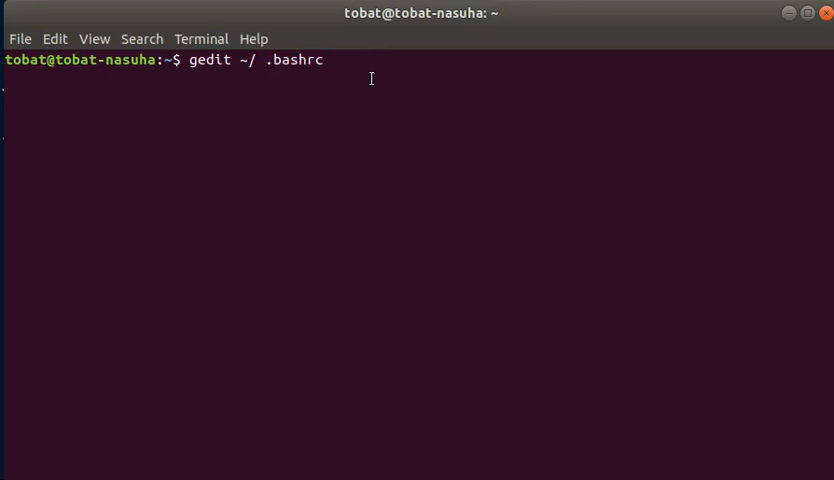 tobat@tobat-nasuha: ~
File Edit View Search Terminal Help
tobat@tobat-nasuha:~$ gedit ~/ .bashrc